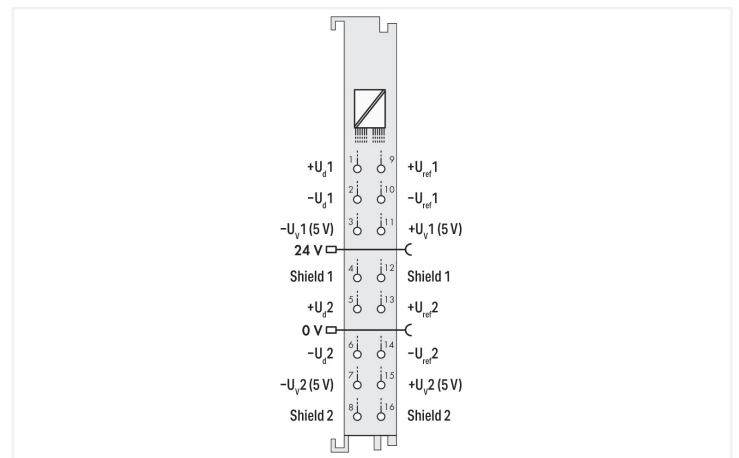 +Ud1 1 9 +Uref1
−Ud1 2 10 −Uref1
−UV1 (5 V) 3 11 +UV1 (5 V)
24 V
Shield 1 4 12 Shield 1
+Ud2 5 13 +Uref2
0 V
−Ud2 6 14 −Uref2
−UV2 (5 V) 7 15 +UV2 (5 V)
Shield 2 8 16 Shield 2